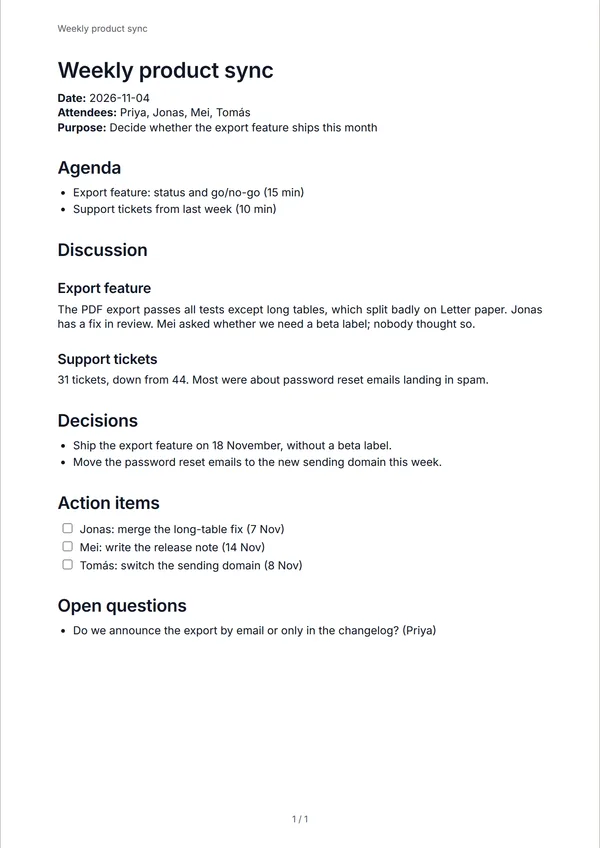 Weekly product sync
Weekly product sync
Date: 2026-11-04
Attendees: Priya, Jonas, Mei, Tomás
Purpose: Decide whether the export feature ships this month
Agenda
• Export feature: status and go/no-go (15 min)
• Support tickets from last week (10 min)
Discussion
Export feature
The PDF export passes all tests except long tables, which split badly on Letter paper. Jonas
has a fix in review. Mei asked whether we need a beta label; nobody thought so.
Support tickets
31 tickets, down from 44. Most were about password reset emails landing in spam.
Decisions
• Ship the export feature on 18 November, without a beta label.
• Move the password reset emails to the new sending domain this week.
Action items
Jonas: merge the long-table fix (7 Nov)
Mei: write the release note (14 Nov)
Tomás: switch the sending domain (8 Nov)
Open questions
• Do we announce the export by email or only in the changelog? (Priya)
1 / 1